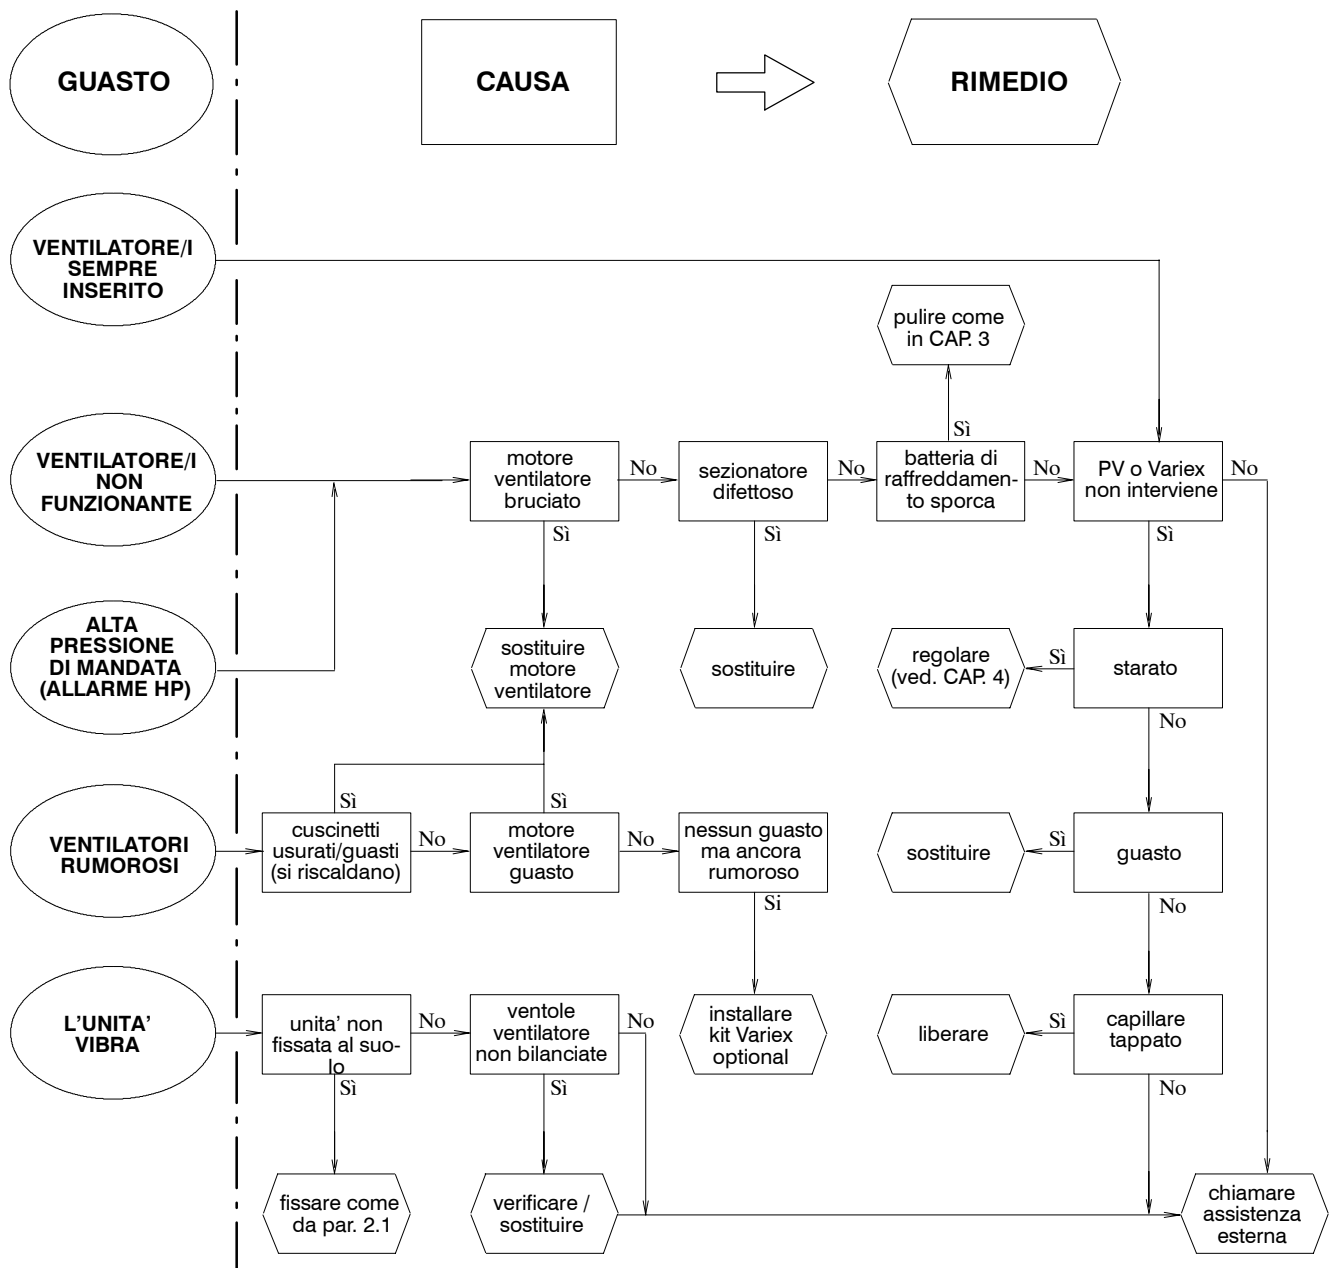 GUASTO
CAUSA
RIMEDIO
VENTILATORE/I
SEMPRE
INSERITO
pulire come
in CAP. 3
Sì
VENTILATORE/I
NON
FUNZIONANTE
motore
ventilatore
bruciato
No
sezionatore
difettoso
No
batteria di
raffreddamen-
to sporca
No
PV o Variex
non interviene
No
Sì
Sì
Sì
ALTA
PRESSIONE
DI MANDATA
(ALLARME HP)
sostituire
motore
ventilatore
sostituire
regolare
(ved. CAP. 4)
Sì
starato
No
Sì
Sì
VENTILATORI
RUMOROSI
cuscinetti
usurati/guasti
(si riscaldano)
No
motore
ventilatore
guasto
No
nessun guasto
ma ancora
rumoroso
Si
sostituire
Sì
guasto
No
L'UNITA'
VIBRA
unita' non
fissata al suo-
lo
No
ventole
ventilatore
non bilanciate
No
installare
kit Variex
optional
liberare
Sì
capillare
tappato
Sì
Sì
No
fissare come
da par. 2.1
verificare /
sostituire
chiamare
assistenza
esterna